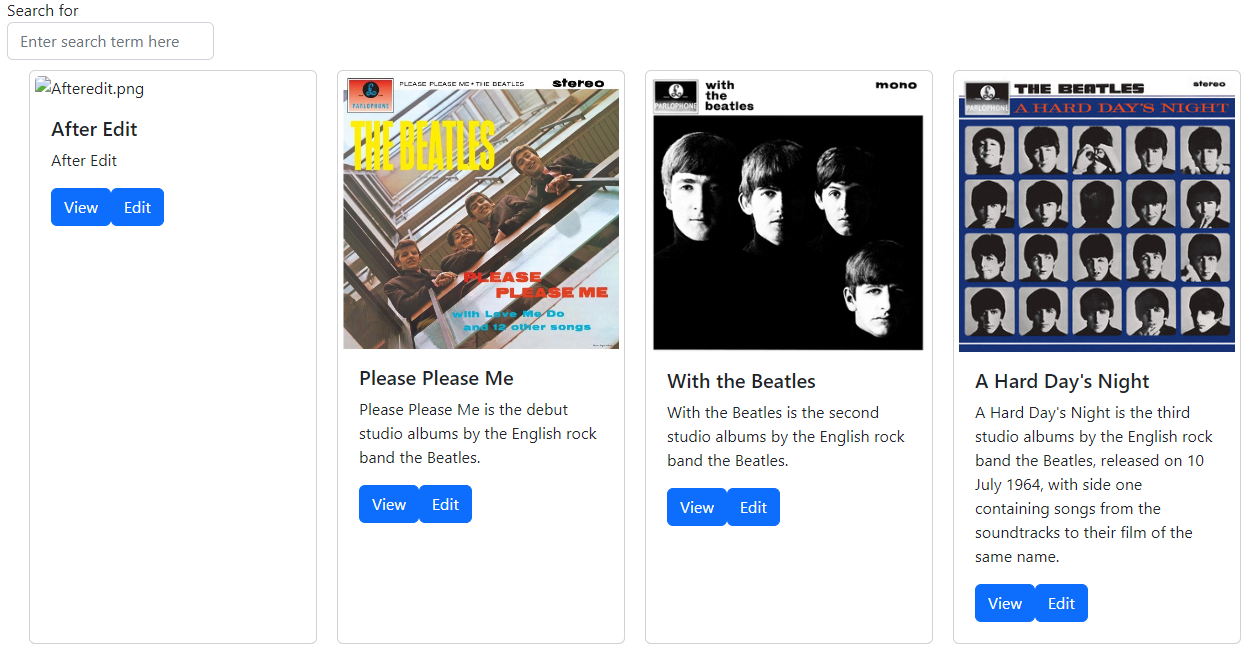 Search for
Enter search term here
Afteredit.png
After Edit
After Edit
View Edit
PARLOPHONE
PLEASE PLEASE ME • THE BEATLES
stereo
THE BEATLES
PLEASE
PLEASE ME
with Love Me Do
and 12 other songs
Please Please Me
Please Please Me is the debut
studio albums by the English rock
band the Beatles.
View Edit
PARLOPHONE
with
the
beatles
mono
With the Beatles
With the Beatles is the second
studio albums by the English rock
band the Beatles.
View Edit
PARLOPHONE
THE BEATLES
stereo
A HARD DAY'S NIGHT
A Hard Day's Night
A Hard Day's Night is the third
studio albums by the English rock
band the Beatles, released on 10
July 1964, with side one
containing songs from the
soundtracks to their film of the
same name.
View Edit